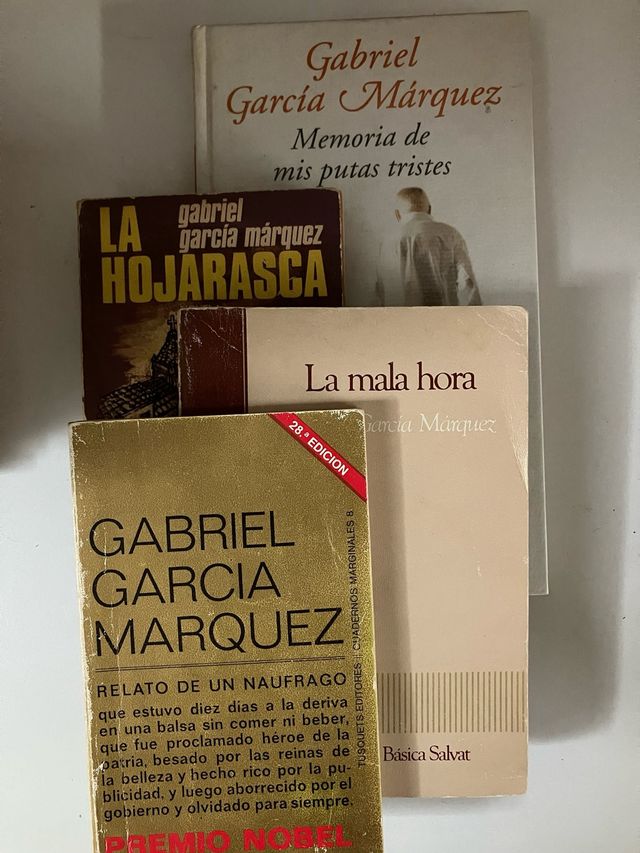 Gabriel
García Márquez
Memoria de
mis putas tristes
LA
HOJARASCA
gabriel
garcía márquez
La mala hora
García Márquez
Básica Salvat
28.ª EDICION
GABRIEL
GARCIA
MARQUEZ
RELATO DE UN NAUFRAGO
que estuvo diez días a la deriva
en una balsa sin comer ni beber,
que fue proclamado héroe de la
patria, besado por las reinas de
la belleza y hecho rico por la pu-
blicidad, y luego aborrecido por el
gobierno y olvidado para siempre.
PREMIO NOBEL
TUSQUETS EDITORES CUADERNOS MARGINALES 8